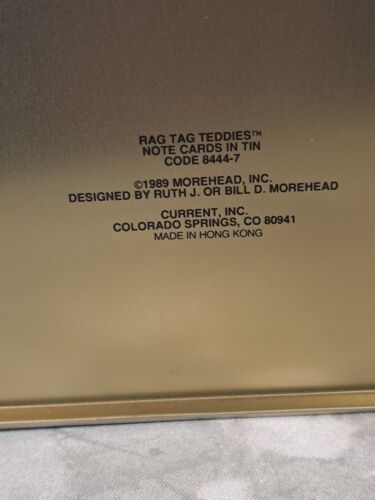 RAG TAG TEDDIES™
NOTE CARDS IN TIN
CODE 8444-7
©1989 MOREHEAD, INC.
DESIGNED BY RUTH J. OR BILL D. MOREHEAD
CURRENT, INC.
COLORADO SPRINGS, CO 80941
MADE IN HONG KONG